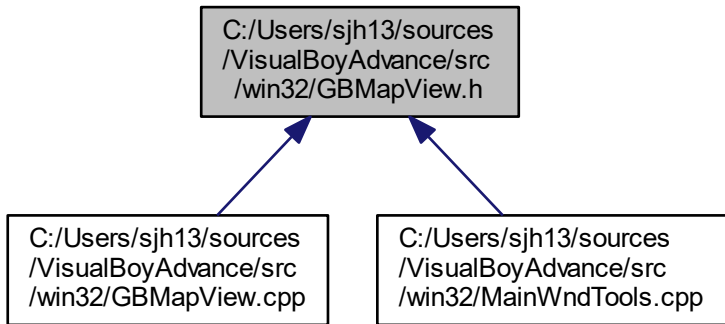 C:/Users/sjh13/sources
/VisualBoyAdvance/src
/win32/GBMapView.h
C:/Users/sjh13/sources
/VisualBoyAdvance/src
/win32/GBMapView.cpp
C:/Users/sjh13/sources
/VisualBoyAdvance/src
/win32/MainWndTools.cpp